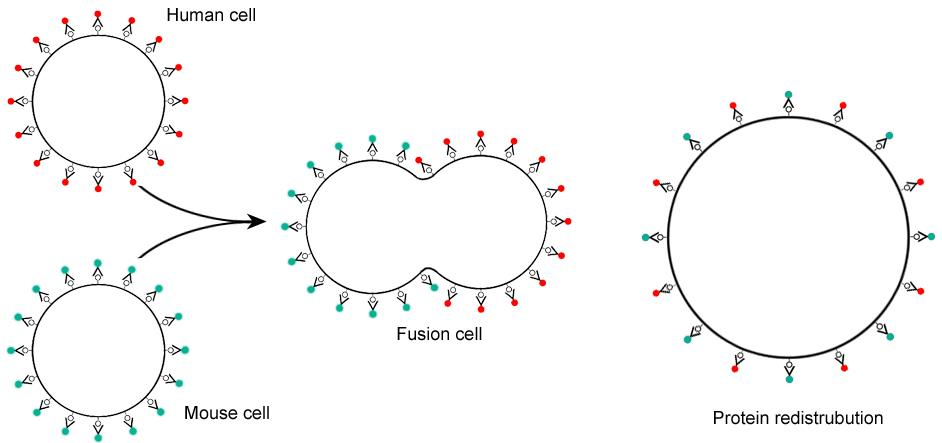 Human cell
Fusion cell
Mouse cell
Protein redistrubution